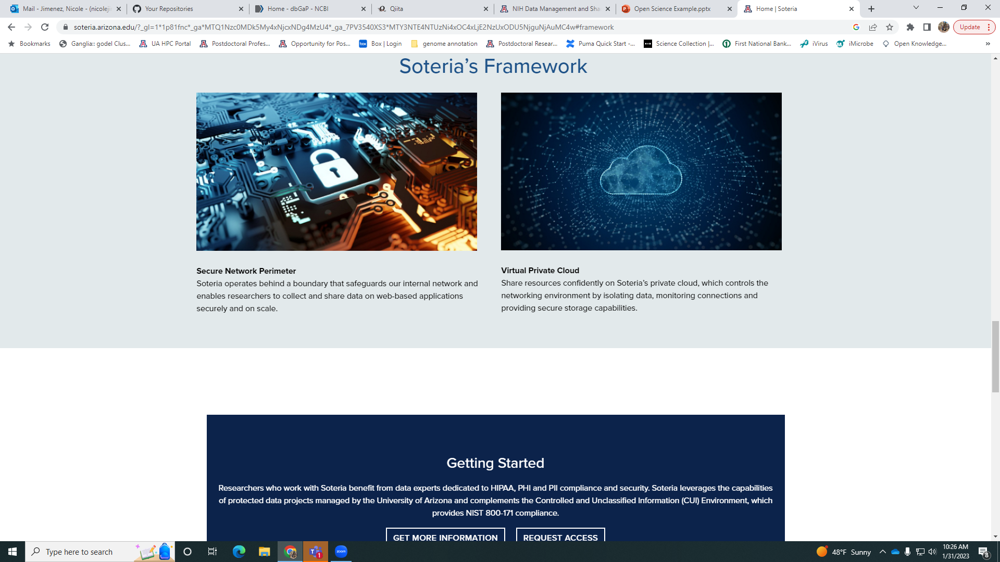 Mail - Jimenez, Nicole - (nicoleji
Your Repositories
Home - dbGaP - NCBI
Qiita
NIH Data Management and Sha
Open Science Example.pptx
Home | Soteria
soteria.arizona.edu/?_gl=1*1p81fnc*_ga*MTQ1Nzc0MDk5My4xNjcxNDg4MzU4*_ga_7PV3540XS3*MTY3NTE4NTUzNi4xOC4xLjE2NzUxODU5NjguNjAuMC4w#framework
Update
Bookmarks
Ganglia:: godel Clus...
UA HPC Portal
Postdoctoral Profes...
Opportunity for Pos...
Box | Login
genome annotation
Postdoctoral Resear...
Puma Quick Start -...
Science Collection |...
First National Bank...
iVirus
iMicrobe
Open Knowledge...
»
Soteria’s Framework
Secure Network Perimeter
Soteria operates behind a boundary that safeguards our internal network and
enables researchers to collect and share data on web-based applications
securely and on scale.
Virtual Private Cloud
Share resources confidently on Soteria’s private cloud, which controls the
networking environment by isolating data, monitoring connections and
providing secure storage capabilities.
Getting Started
Researchers who work with Soteria benefit from data experts dedicated to HIPAA, PHI and PII compliance and security. Soteria leverages the capabilities
of protected data projects managed by the University of Arizona and complements the Controlled and Unclassified Information (CUI) Environment, which
provides NIST 800-171 compliance.
GET MORE INFORMATION
REQUEST ACCESS
Type here to search
1
zoom
48°F Sunny
10:26 AM
1/31/2023
8